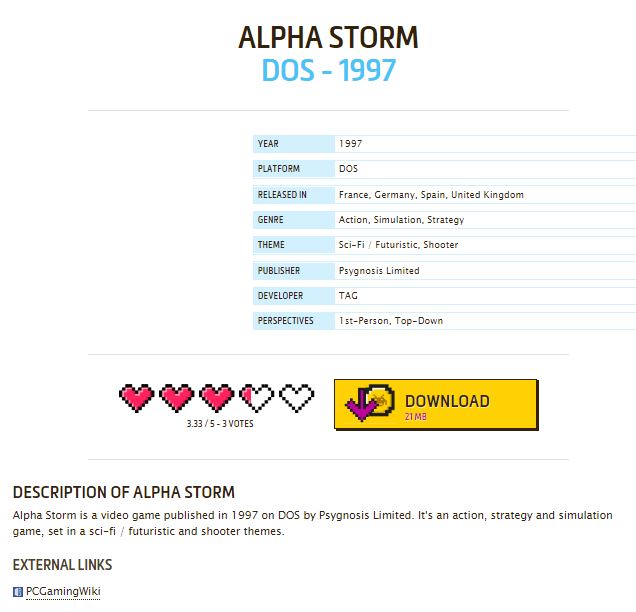 ALPHA STORM
DOS - 1997
YEAR 1997
PLATFORM DOS
RELEASED IN France, Germany, Spain, United Kingdom
GENRE Action, Simulation, Strategy
THEME Sci-Fi / Futuristic, Shooter
PUBLISHER Psygnosis Limited
DEVELOPER TAG
PERSPECTIVES 1st-Person, Top-Down
3.33 / 5 - 3 VOTES
DOWNLOAD
21 MB
DESCRIPTION OF ALPHA STORM
Alpha Storm is a video game published in 1997 on DOS by Psygnosis Limited. It's an action, strategy and simulation
game, set in a sci-fi / futuristic and shooter themes.
EXTERNAL LINKS
PCGamingWiki